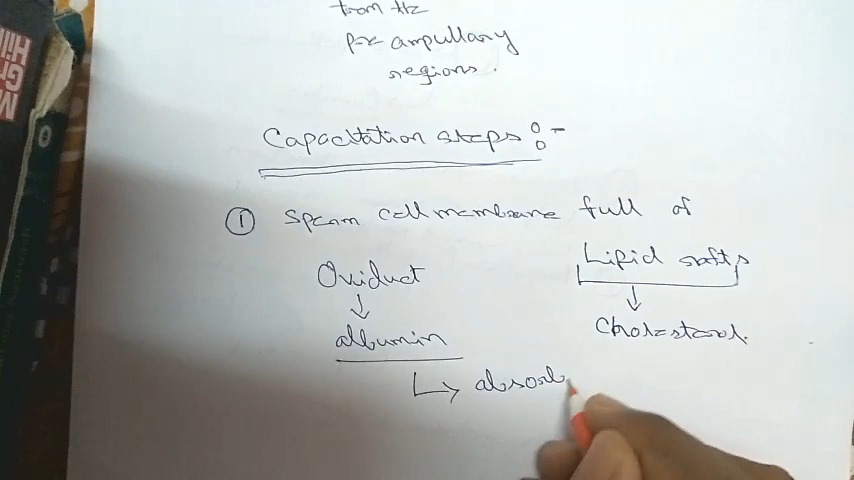 from the
pre ampullary
regions.
Capacitation steps :-
① Sperm cell membrane full of
Lipid rafts
Oviduct
↓
↓
Cholesterol.
albumin
↳ absorb